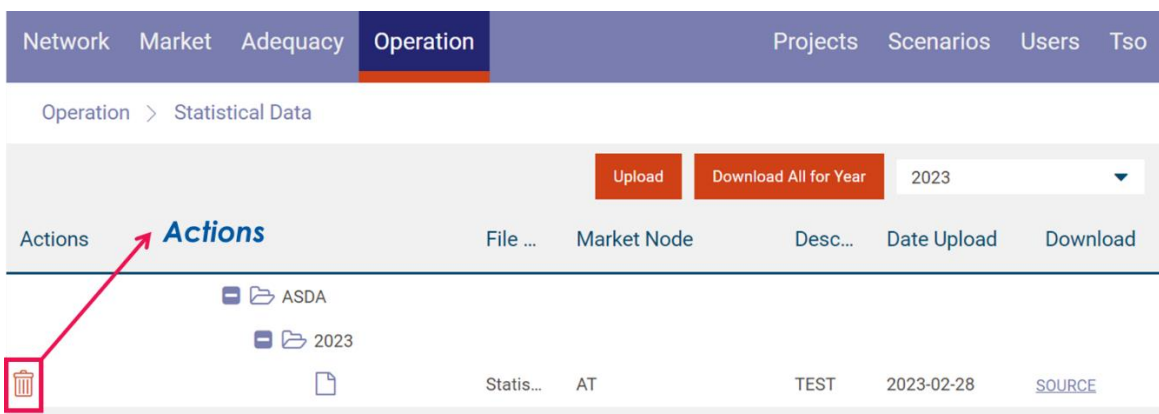 Network Market Adequacy Operation Projects Scenarios Users Tso
Operation > Statistical Data
Upload Download All for Year 2023
Actions Actions File ... Market Node Desc... Date Upload Download
ASDA
2023
Statis... AT TEST 2023-02-28 SOURCE